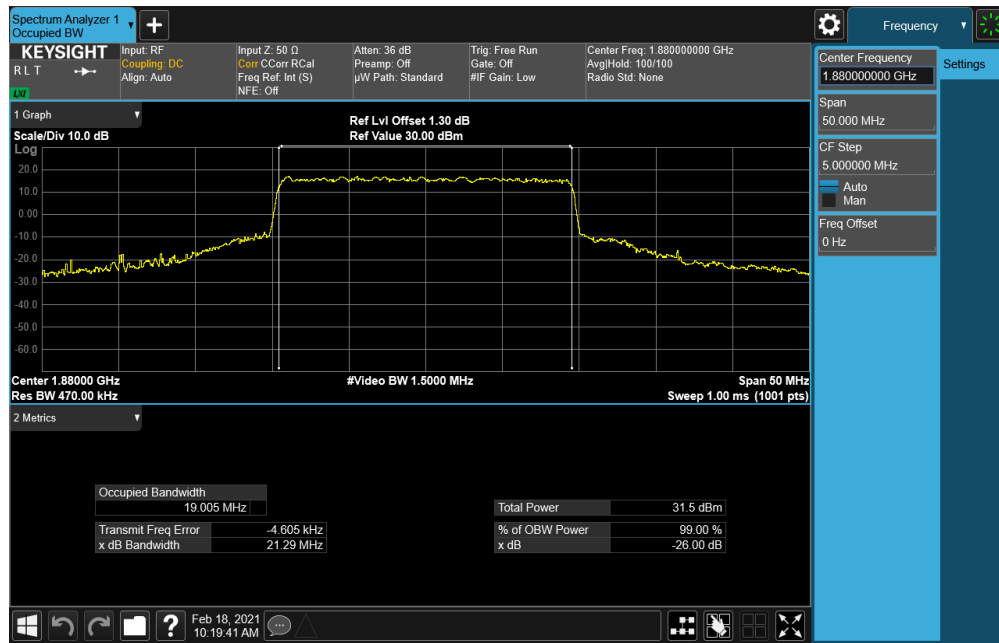 Spectrum Analyzer 1
Occupied BW
Frequency
KEYSIGHT
R L T
LXI
Input: RF
Coupling: DC
Align: Auto
Input Z: 50 Ω
Corr CCorr RCal
Freq Ref: Int (S)
NFE: Off
Atten: 36 dB
Preamp: Off
µW Path: Standard
Trig: Free Run
Gate: Off
#IF Gain: Low
Center Freq: 1.880000000 GHz
Avg|Hold: 100/100
Radio Std: None
Center Frequency
1.880000000 GHz
Settings
Span
50.000 MHz
CF Step
5.000000 MHz
Auto
Man
Freq Offset
0 Hz
1 Graph
Scale/Div 10.0 dB
Ref Lvl Offset 1.30 dB
Ref Value 30.00 dBm
Log
20.0
10.0
0.00
-10.0
-20.0
-30.0
-40.0
-50.0
-60.0
Center 1.88000 GHz
#Video BW 1.5000 MHz
Span 50 MHz
Res BW 470.00 kHz
Sweep 1.00 ms (1001 pts)
2 Metrics
Occupied Bandwidth
19.005 MHz
Total Power 31.5 dBm
Transmit Freq Error -4.605 kHz
% of OBW Power 99.00 %
x dB Bandwidth 21.29 MHz
x dB -26.00 dB
Feb 18, 2021
10:19:41 AM